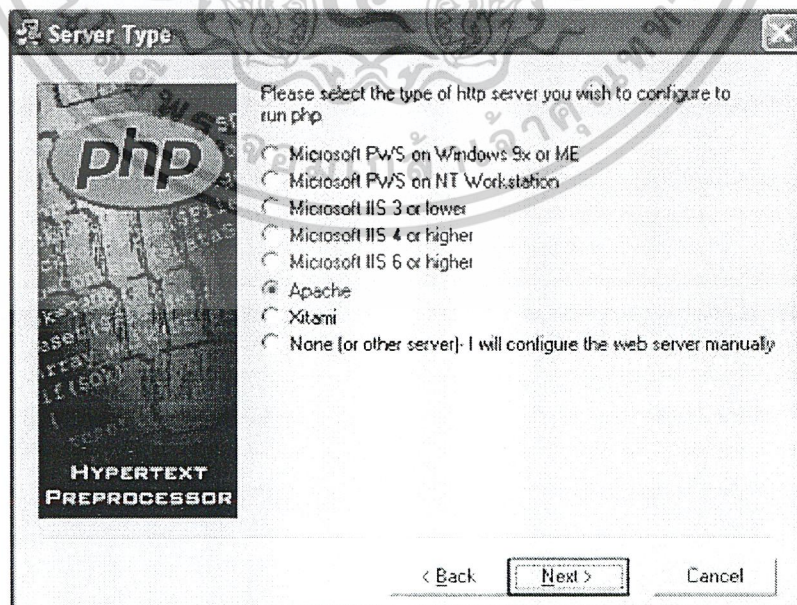 Server Type
Please select the type of http server you wish to configure to
run php.
Microsoft PWS on Windows 9x or ME
Microsoft PWS on NT Workstation
Microsoft IIS 3 or lower
Microsoft IIS 4 or higher
Microsoft IIS 6 or higher
Apache
Xitami
None (or other server)- I will configure the web server manually
php
HYPERTEXT
PREPROCESSOR
< Back
Next >
Cancel